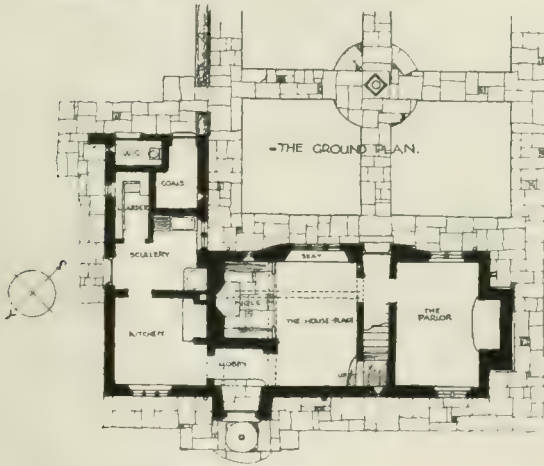 THE GROUND PLAN.
W.C.
COALS
LARDER
SCULLERY
SEAT
KITCHEN
THE HOUSE-PLACE
THE
PARLOR
LOBBY
UP